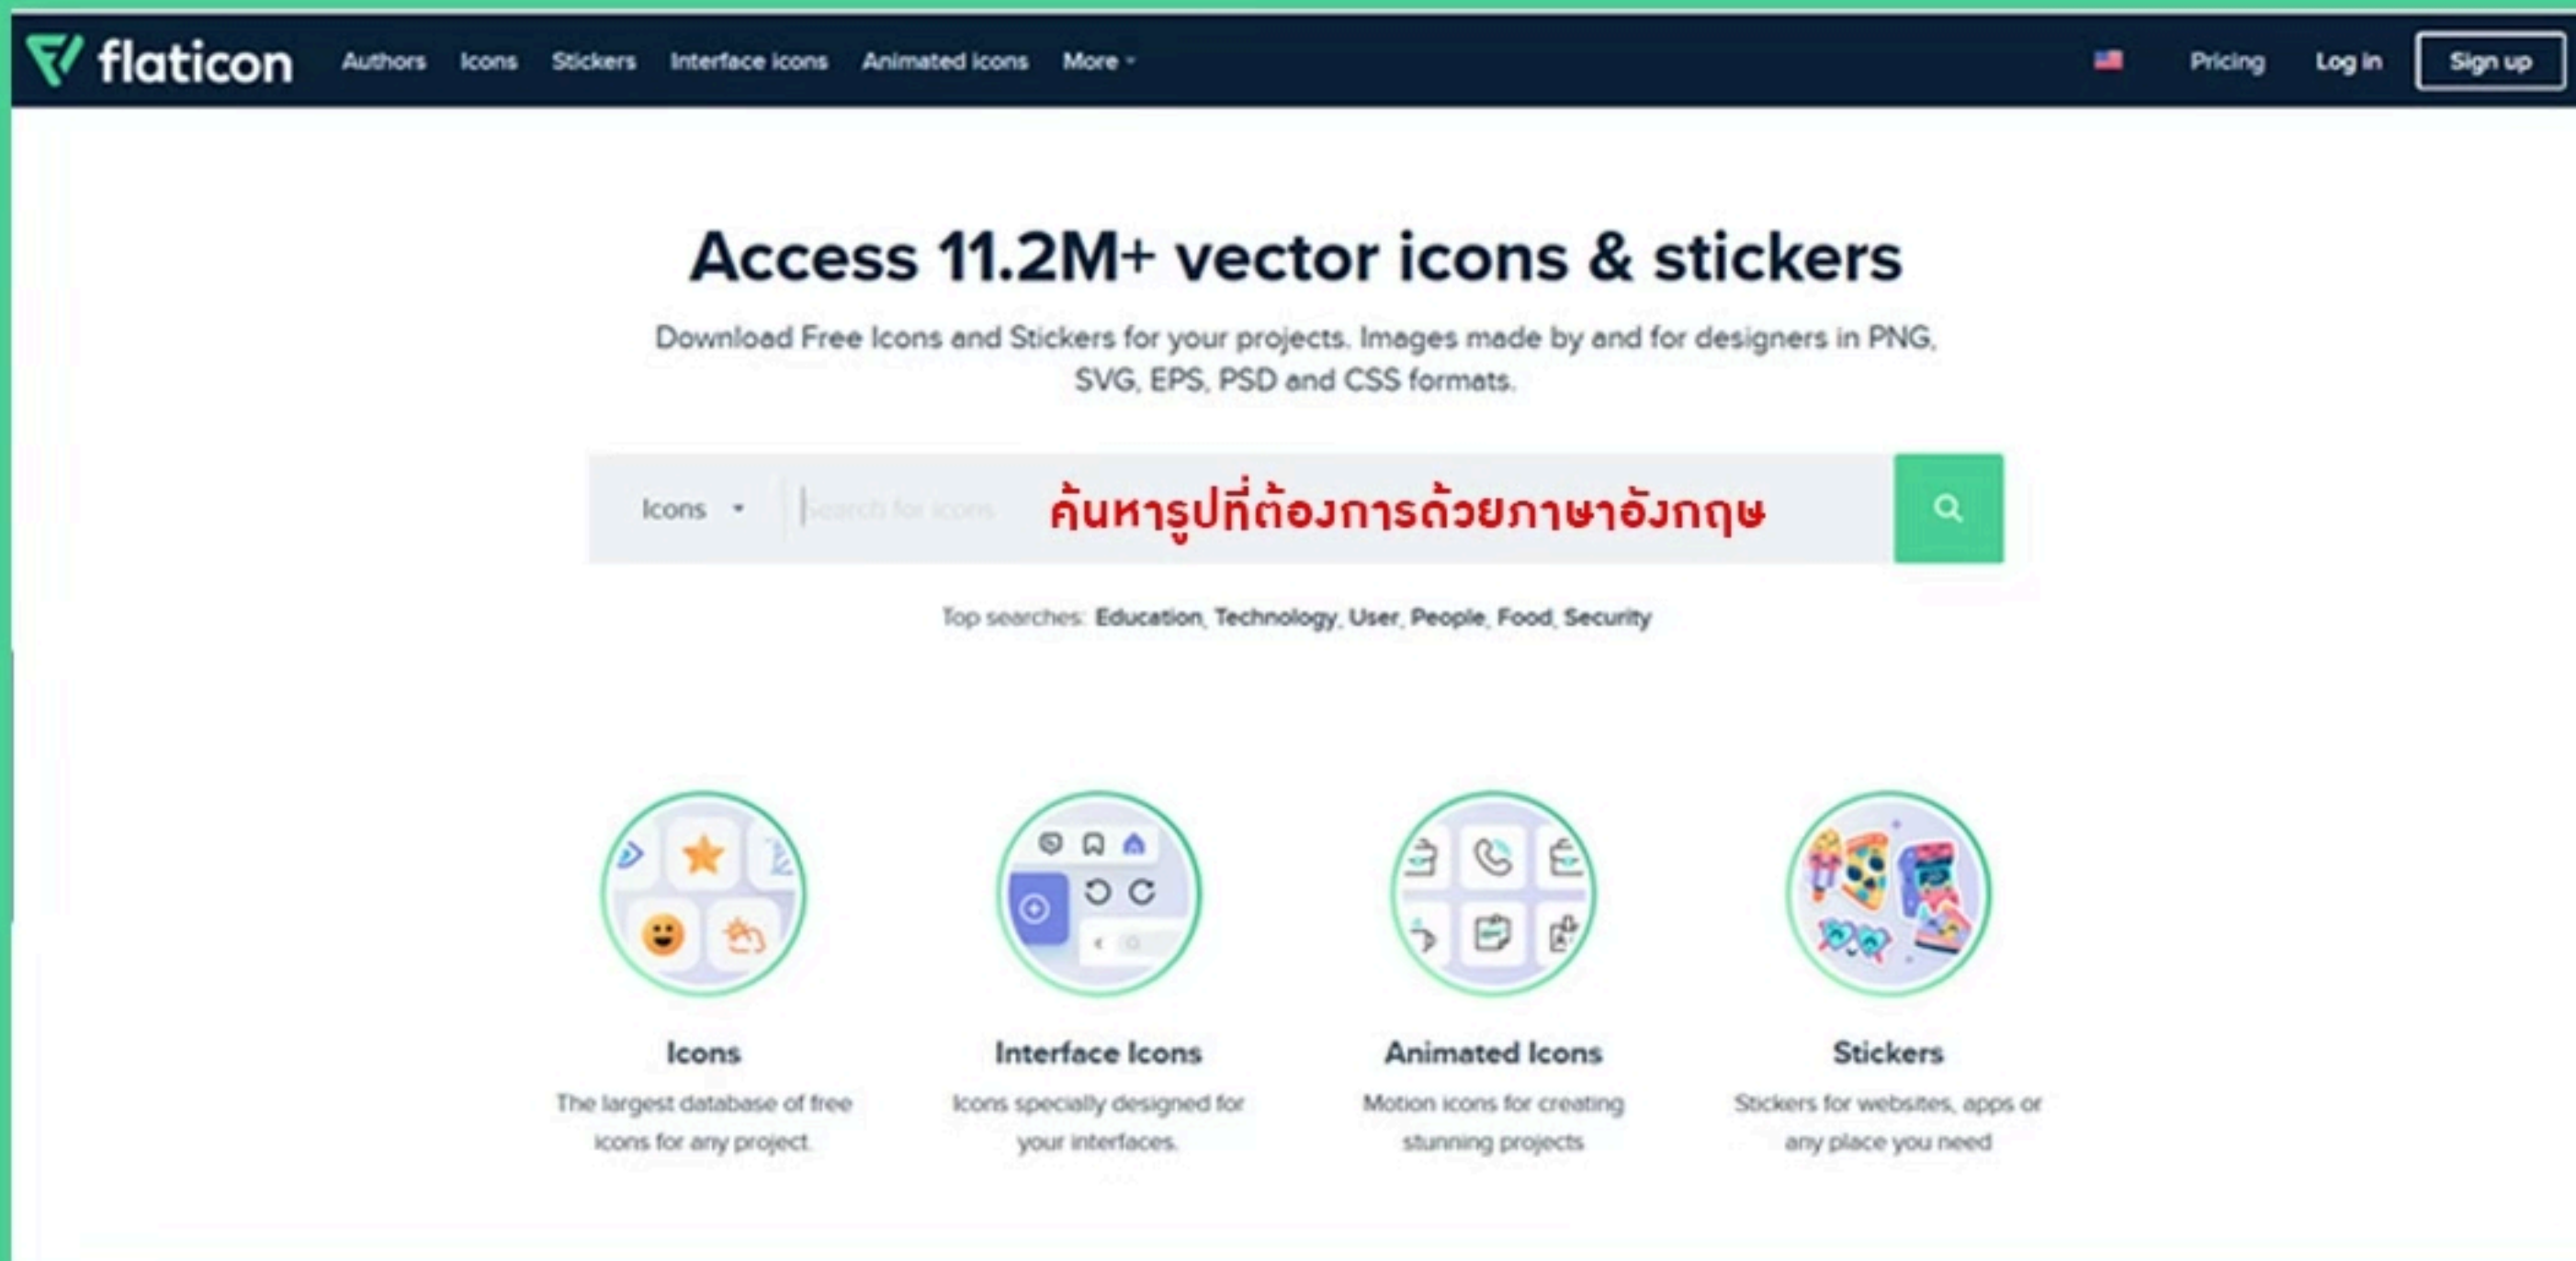 flaticon Authors Icons Stickers Interface icons Animated icons More Pricing Log in Sign up
Access 11.2M+ vector icons & stickers
Download Free Icons and Stickers for your projects. Images made by and for designers in PNG,
SVG, EPS, PSD and CSS formats.
Icons Search for icons ค้นหารูปที่ต้องการด้วยภาษาอังกฤษ
Top searches: Education, Technology, User, People, Food, Security
Icons
The largest database of free
icons for any project.
Interface Icons
Icons specially designed for
your interfaces.
Animated Icons
Motion icons for creating
stunning projects
Stickers
Stickers for websites, apps or
any place you need